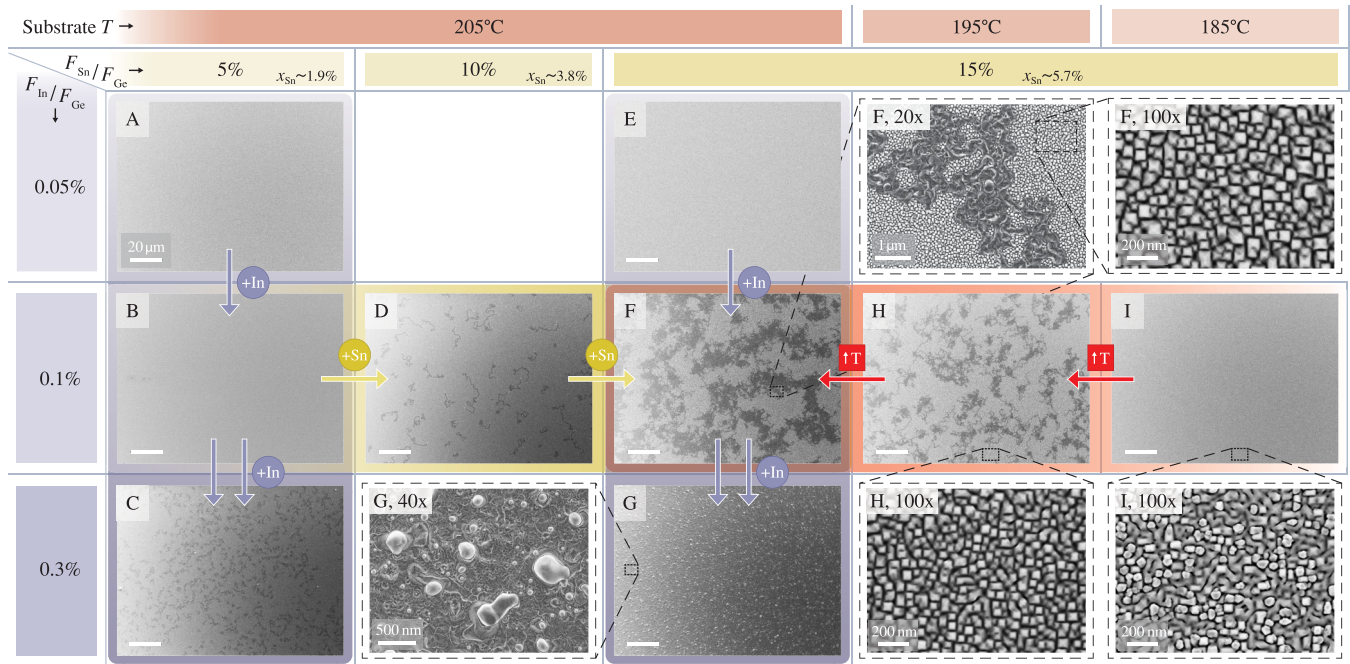 Substrate T →
205°C
195°C
185°C
F_Sn/F_Ge →
5%
x_Sn~1.9%
10%
x_Sn~3.8%
15%
x_Sn~5.7%
F_In/F_Ge
↓
0.05%
A
20 μm
E
F, 20x
1 μm
F, 100x
200 nm
+In
+In
0.1%
B
+Sn
D
+Sn
F
↑T
H
↑T
I
+In
+In
0.3%
C
G, 40x
500 nm
G
H, 100x
200 nm
I, 100x
200 nm